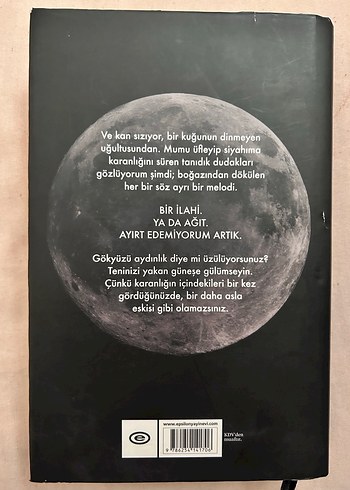 Ve kan sızıyor, bir kuğunun dinmeyen
uğultusundan. Mumu üfleyip siyahıma
karanlığını süren tanıdık dudakları
gözlüyorum şimdi; boğazından dökülen
her bir söz ayrı bir melodi.
BİR İLAHİ.
YA DA AĞIT.
AYIRT EDEMİYORUM ARTIK.
Gökyüzü aydınlık diye mi üzülüyorsunuz?
Teninizi yakan güneşe gülümseyin.
Çünkü karanlığın içindekileri bir kez
gördüğünüzde, bir daha asla
eskisi gibi olamazsınız.
e
www.epsilonyayinevi.com
9 786254 141706
KDV'den
muaftır.